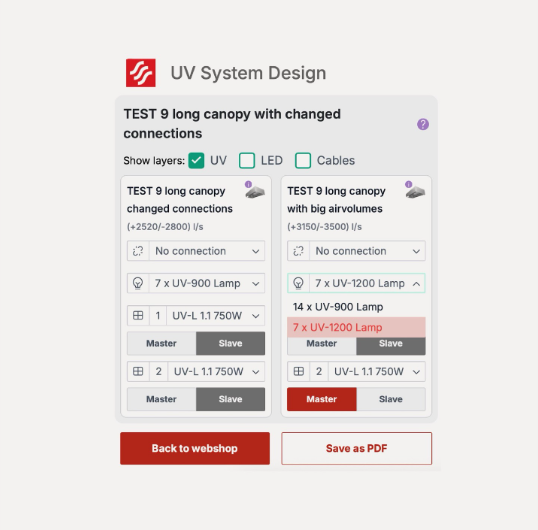 UV System Design
TEST 9 long canopy with changed
connections
?
Show layers: UV LED Cables
TEST 9 long canopy
changed connections
(+2520/-2800) l/s
No connection
7 x UV-900 Lamp
1 UV-L 1.1 750W
Master Slave
2 UV-L 1.1 750W
Master Slave
TEST 9 long canopy
with big airvolumes
(+3150/-3500) l/s
No connection
7 x UV-1200 Lamp
14 x UV-900 Lamp
7 x UV-1200 Lamp
Master Slave
2 UV-L 1.1 750W
Master Slave
Back to webshop
Save as PDF